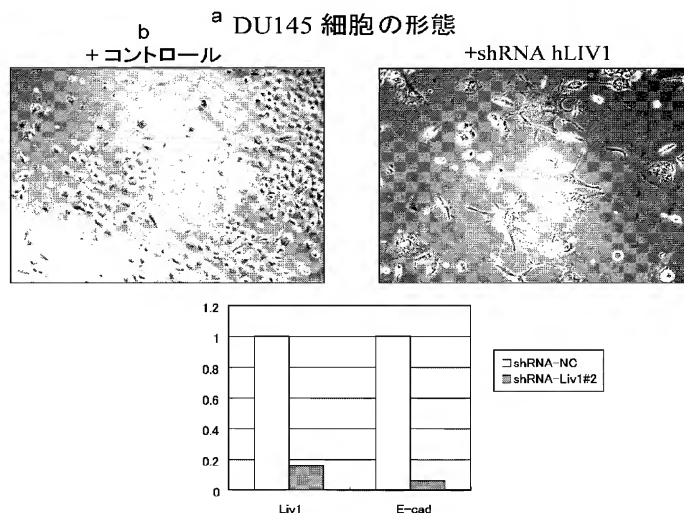 a DU145 細胞の形態
b
+ コントロール
+shRNA hLIV1
1.2
1
0.8
0.6
0.4
0.2
0
Liv1
E-cad
shRNA-NC
shRNA-Liv1#2